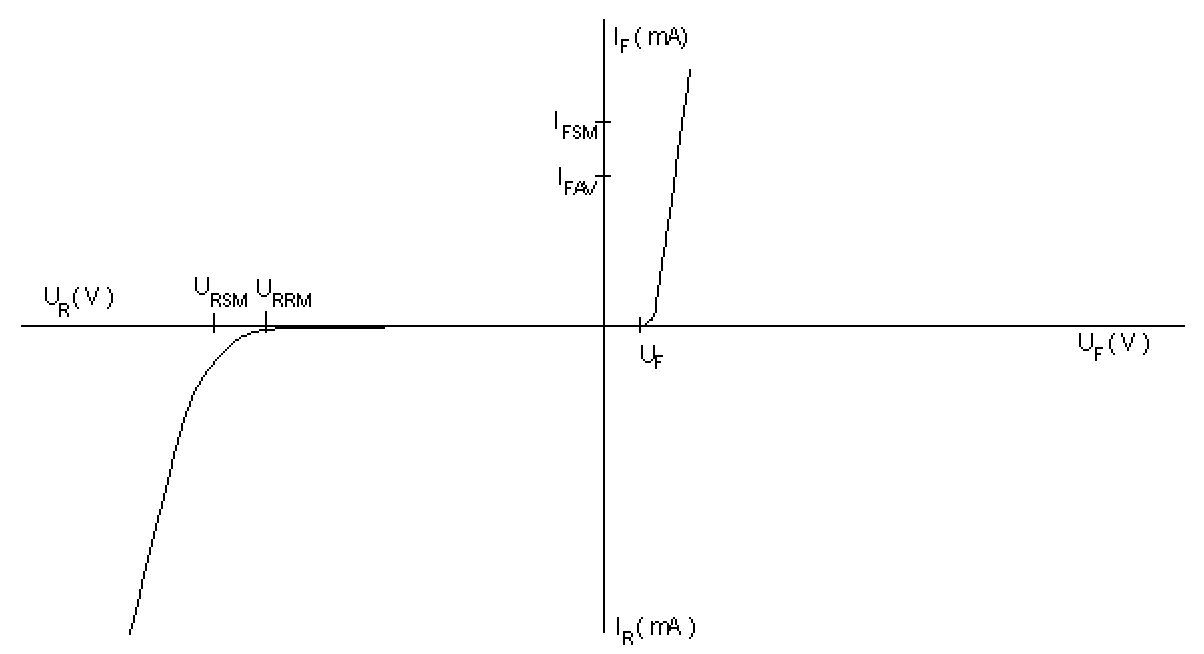 I_F (mA)
I_FSM
I_FAV
U_R (V)
U_RSM U_RRM
U_F
U_F (V)
I_R (mA)